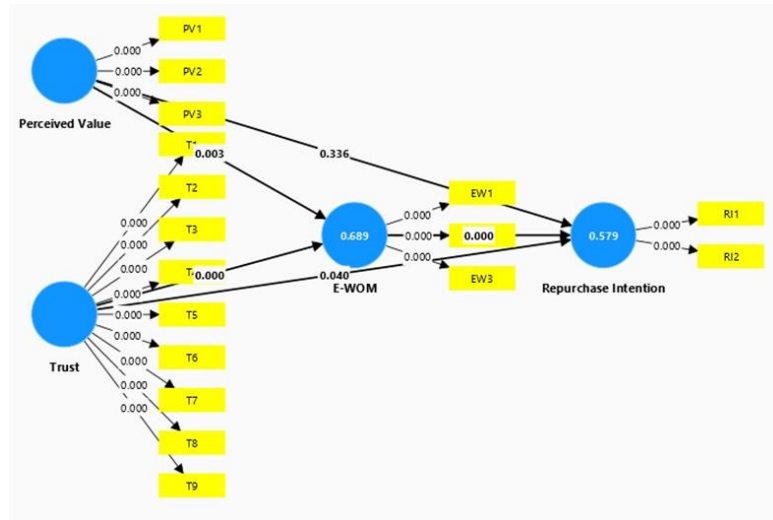 PV1
0.000
PV2
0.000
0.000
PV3
Perceived Value
0.003
0.336
T2
T3
0.000
0.000
0.000
0.000
0.000
T5
0.000
T6
0.000
T7
0.000
T8
0.000
T9
0.000
Trust
0.689
E-WOM
0.000
EW1
0.000
0.000
0.000
EW3
0.040
0.579
Repurchase Intention
0.000
RI1
0.000
RI2